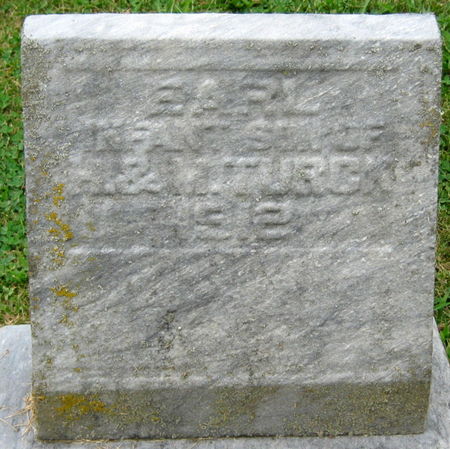 EARL
INFANT SON OF
A. & M. TURCK
1912